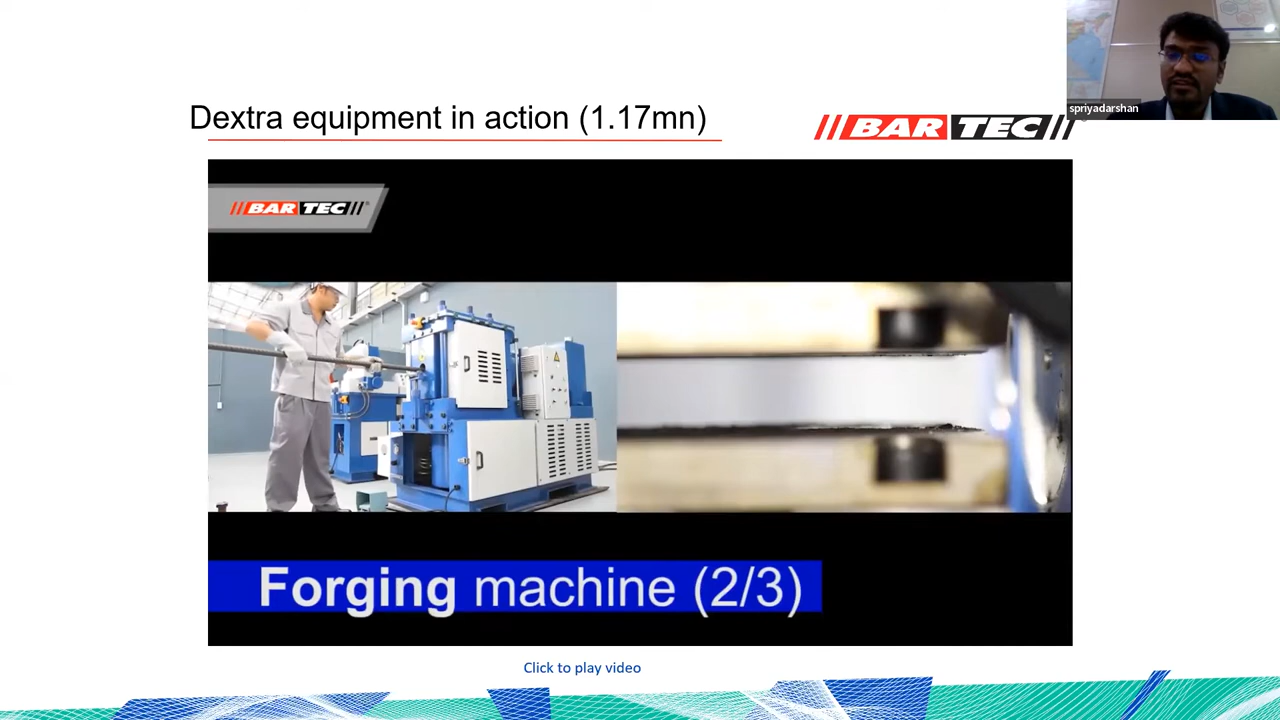 Dextra equipment in action (1.17mn)
BAR TEC
spriyadarshan
BAR TEC®
Forging machine (2/3)
Click to play video